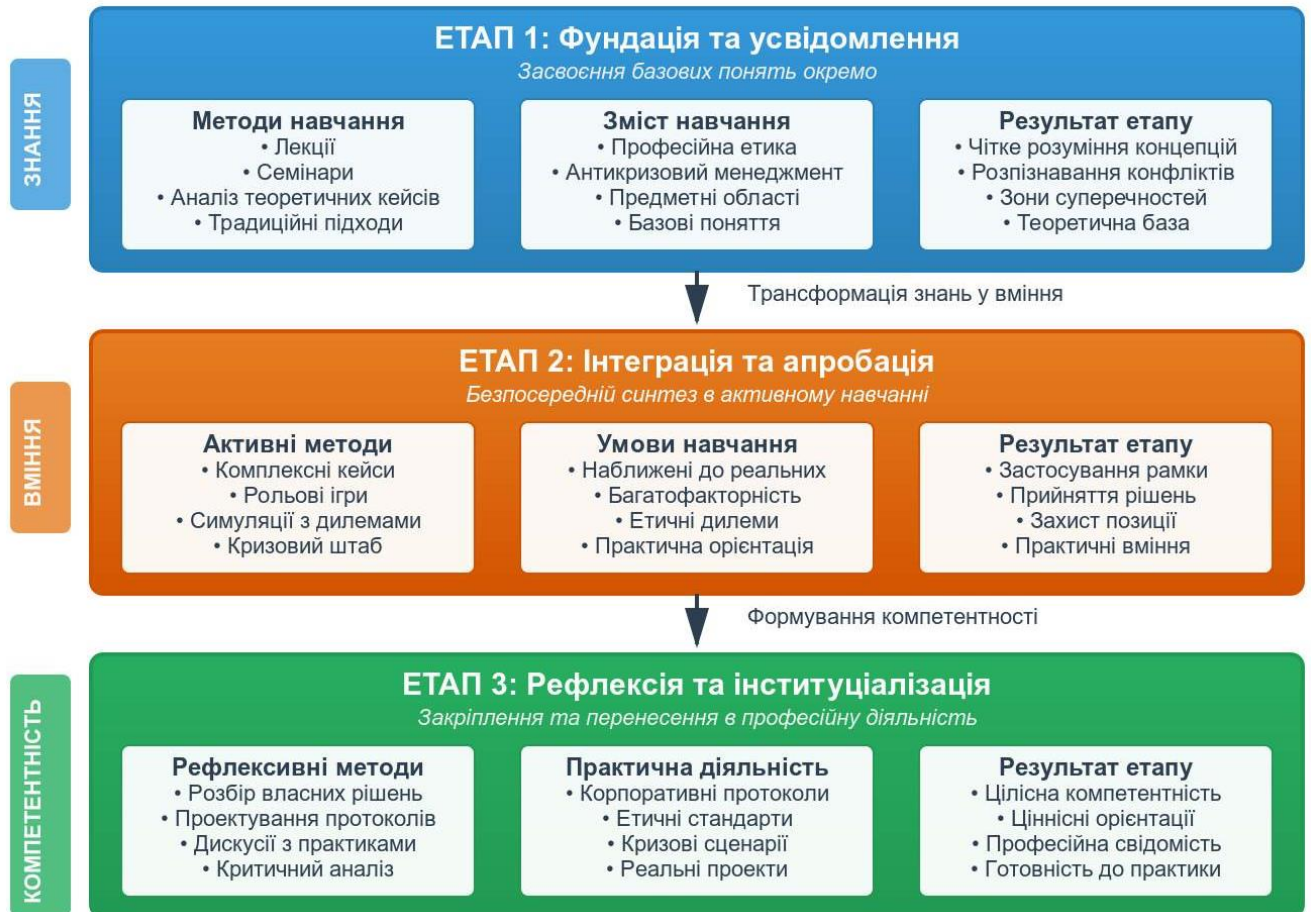 ЗНАННЯ
ЕТАП 1: Фундація та усвідомлення
Засвоєння базових понять окремо
Методи навчання
• Лекції
• Семінари
• Аналіз теоретичних кейсів
• Традиційні підходи
Зміст навчання
• Професійна етика
• Антикризовий менеджмент
• Предметні області
• Базові поняття
Результат етапу
• Чітке розуміння концепцій
• Розпізнавання конфліктів
• Зони суперечностей
• Теоретична база
Трансформація знань у вміння
ВМІННЯ
ЕТАП 2: Інтеграція та апробація
Безпосередній синтез в активному навчанні
Активні методи
• Комплексні кейси
• Рольові ігри
• Симуляції з дилемами
• Кризовий штаб
Умови навчання
• Наближені до реальних
• Багатофакторність
• Етичні дилеми
• Практична орієнтація
Результат етапу
• Застосування рамки
• Прийняття рішень
• Захист позиції
• Практичні вміння
Формування компетентності
КОМПЕТЕНТНІСТЬ
ЕТАП 3: Рефлексія та інституціалізація
Закріплення та перенесення в професійну діяльність
Рефлексивні методи
• Розбір власних рішень
• Проектування протоколів
• Дискусії з практиками
• Критичний аналіз
Практична діяльність
• Корпоративні протоколи
• Етичні стандарти
• Кризові сценарії
• Реальні проекти
Результат етапу
• Цілісна компетентність
• Ціннісні орієнтації
• Професійна свідомість
• Готовність до практики